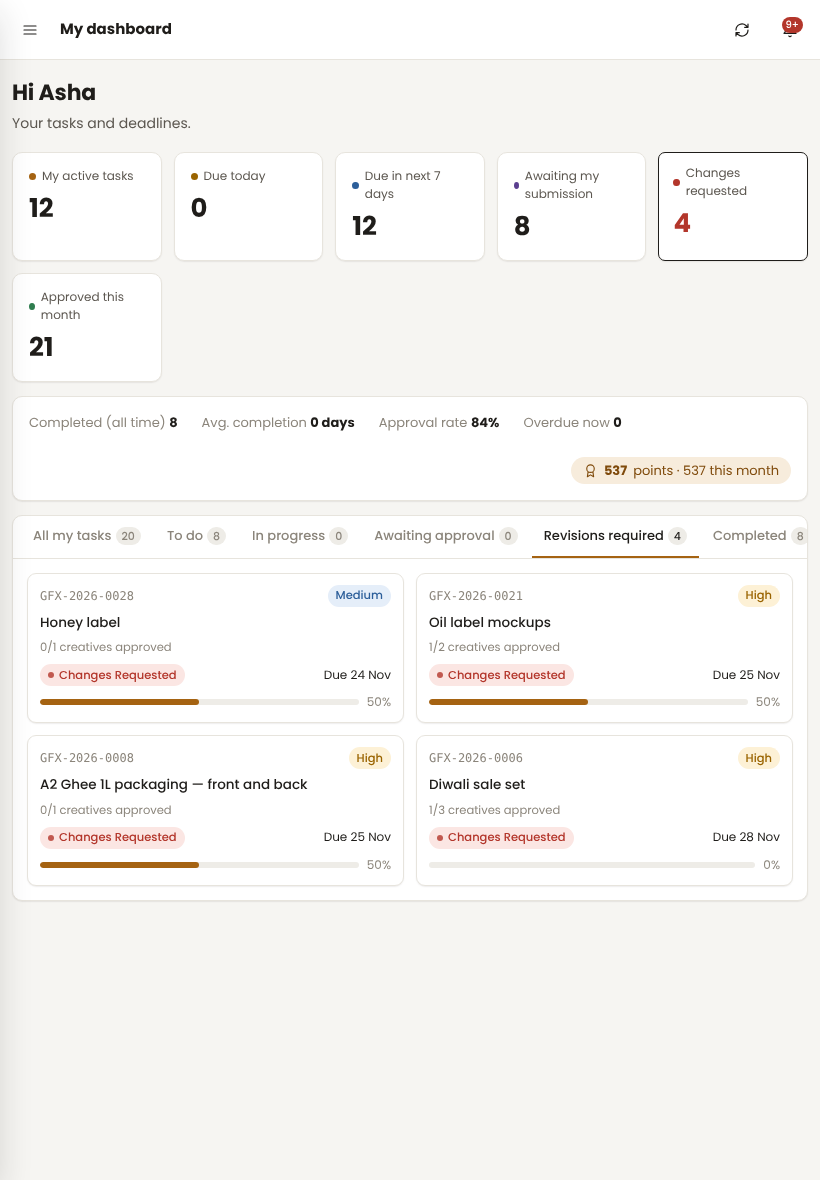 My dashboard
9+
Hi Asha
Your tasks and deadlines.
My active tasks
12
Due today
0
Due in next 7
days
12
Awaiting my
submission
8
Changes
requested
4
Approved this
month
21
Completed (all time) 8 Avg. completion 0 days Approval rate 84% Overdue now 0
537 points · 537 this month
All my tasks 20 To do 8 In progress 0 Awaiting approval 0 Revisions required 4 Completed 8
GFX-2026-0028 Medium
Honey label
0/1 creatives approved
Changes Requested Due 24 Nov
50%
GFX-2026-0021 High
Oil label mockups
1/2 creatives approved
Changes Requested Due 25 Nov
50%
GFX-2026-0008 High
A2 Ghee 1L packaging — front and back
0/1 creatives approved
Changes Requested Due 25 Nov
50%
GFX-2026-0006 High
Diwali sale set
1/3 creatives approved
Changes Requested Due 28 Nov
0%